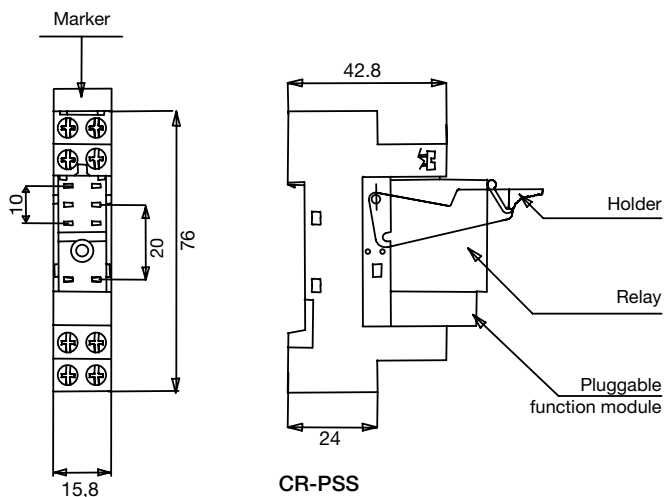 Marker
42.8
10
20
76
Holder
Relay
Pluggable
function module
24
15,8
CR-PSS